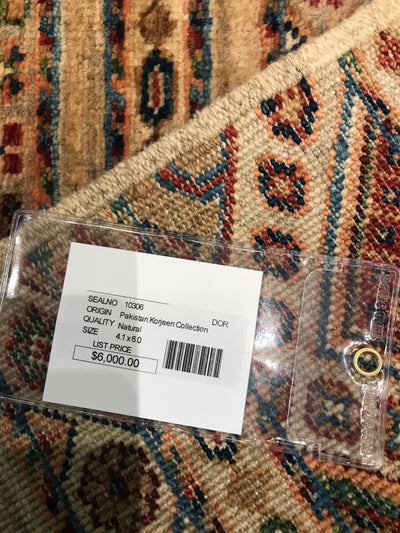 SEALNO 10306
ORIGIN Pakistan Korjeen Collection DOR
QUALITY Natural
SIZE 4.1 x 6.0
LIST PRICE
$6,000.00